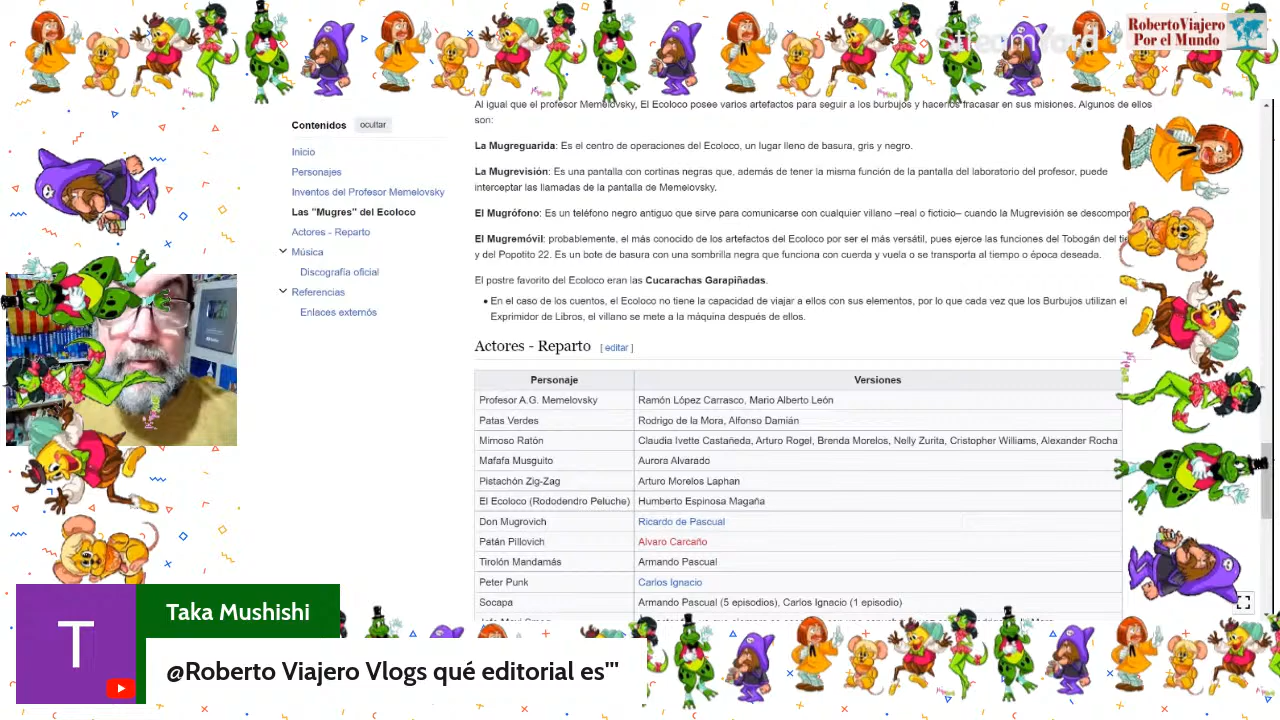 StreamYard
RobertoViajero
Por el Mundo
Al igual que el profesor Memelovsky, El Ecoloco posee varios artefactos para seguir a los burbujos y hacerlos fracasar en sus misiones. Algunos de ellos
son:
Contenidos ocultar
Inicio
Personajes
Inventos del Profesor Memelovsky
Las "Mugres" del Ecoloco
Actores - Reparto
Música
Discografía oficial
Referencias
Enlaces externós
La Mugreguarida: Es el centro de operaciones del Ecoloco, un lugar lleno de basura, gris y negro.
La Mugrevisión: Es una pantalla con cortinas negras que, además de tener la misma función de la pantalla del laboratorio del profesor, puede
interceptar las llamadas de la pantalla de Memelovsky.
El Mugrófono: Es un teléfono negro antiguo que sirve para comunicarse con cualquier villano –real o ficticio– cuando la Mugrevisión se descompon
El Mugremóvil: probablemente, el más conocido de los artefactos del Ecoloco por ser el más versátil, pues ejerce las funciones del Tobogán del tie
y del Popotito 22. Es un bote de basura con una sombrilla negra que funciona con cuerda y vuela o se transporta al tiempo o época deseada.
El postre favorito del Ecoloco eran las Cucarachas Garapiñadas.
• En el caso de los cuentos, el Ecoloco no tiene la capacidad de viajar a ellos con sus elementos, por lo que cada vez que los Burbujos utilizan el
Exprimidor de Libros, el villano se mete a la máquina después de ellos.
Actores - Reparto [ editar ]
Personaje Versiones
Profesor A.G. Memelovsky Ramón López Carrasco, Mario Alberto León
Patas Verdes Rodrigo de la Mora, Alfonso Damián
Mimoso Ratón Claudia Ivette Castañeda, Arturo Rogel, Brenda Morelos, Nelly Zurita, Cristopher Williams, Alexander Rocha
Mafafa Musguito Aurora Alvarado
Pistachón Zig-Zag Arturo Morelos Laphan
El Ecoloco (Rododendro Peluche) Humberto Espinosa Magaña
Don Mugrovich Ricardo de Pascual
Patán Pillovich Alvaro Carcaño
Tirolón Mandamás Armando Pascual
Peter Punk Carlos Ignacio
Socapa Armando Pascual (5 episodios), Carlos Ignacio (1 episodio)
T
Taka Mushishi
@Roberto Viajero Vlogs qué editorial es'''